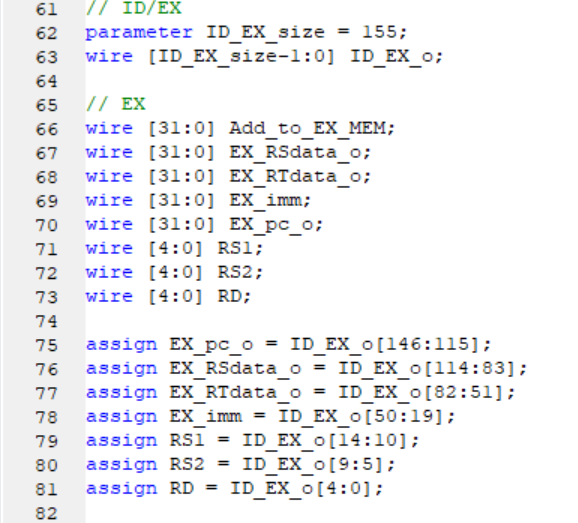 61 // ID/EX
62 parameter ID_EX_size = 155;
63 wire [ID_EX_size-1:0] ID_EX_o;
64
65 // EX
66 wire [31:0] Add_to_EX_MEM;
67 wire [31:0] EX_RSdata_o;
68 wire [31:0] EX_RTdata_o;
69 wire [31:0] EX_imm;
70 wire [31:0] EX_pc_o;
71 wire [4:0] RS1;
72 wire [4:0] RS2;
73 wire [4:0] RD;
74
75 assign EX_pc_o = ID_EX_o[146:115];
76 assign EX_RSdata_o = ID_EX_o[114:83];
77 assign EX_RTdata_o = ID_EX_o[82:51];
78 assign EX_imm = ID_EX_o[50:19];
79 assign RS1 = ID_EX_o[14:10];
80 assign RS2 = ID_EX_o[9:5];
81 assign RD = ID_EX_o[4:0];
82